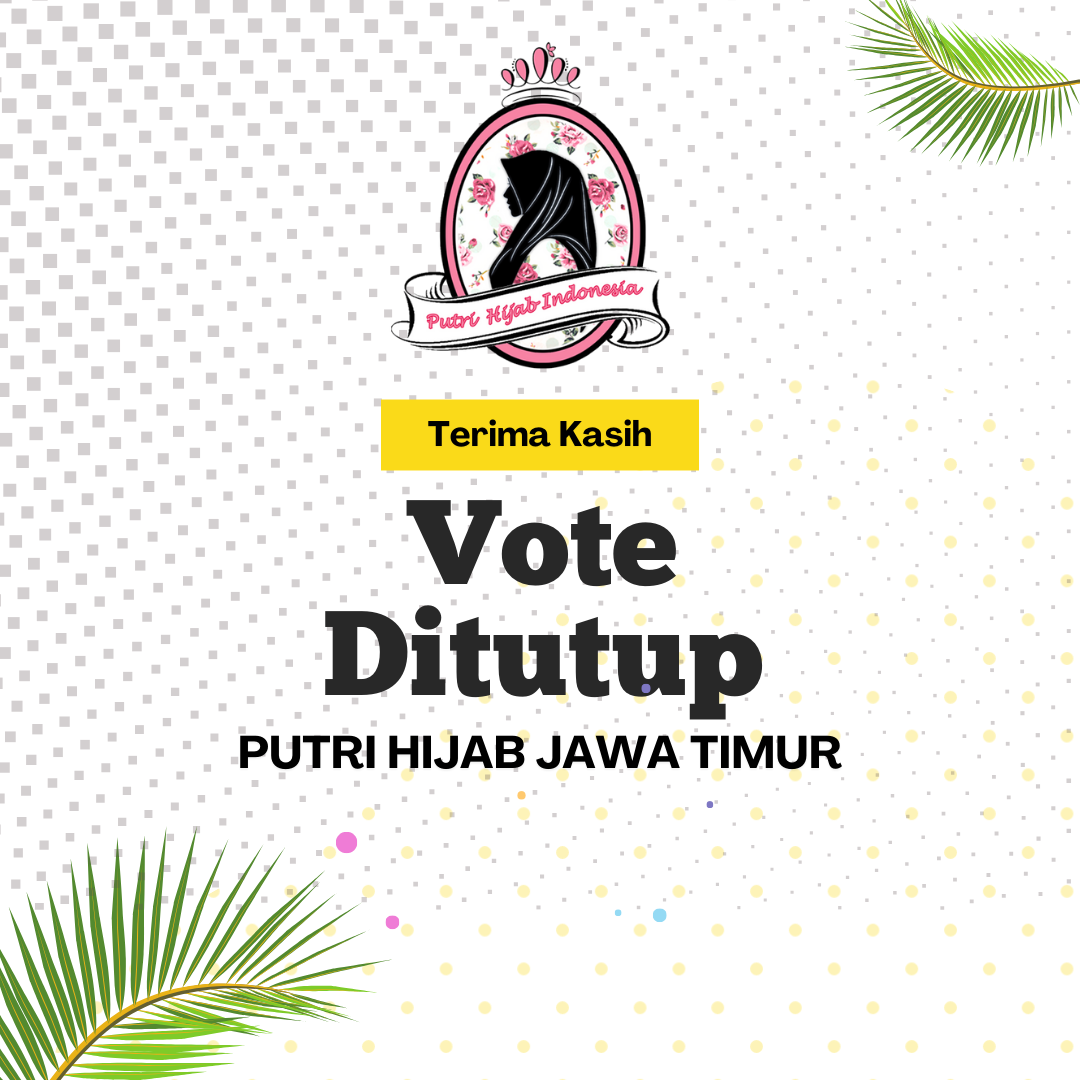 Putri Hijab Indonesia
Terima Kasih
Vote
Ditutup
PUTRI HIJAB JAWA TIMUR